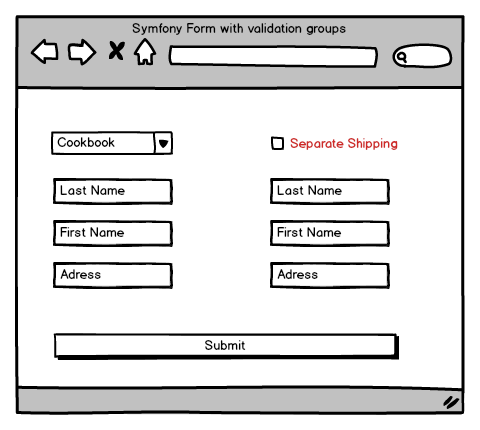 Symfony Form with validation groups
Cookbook
Separate Shipping
Last Name
Last Name
First Name
First Name
Adress
Adress
Submit